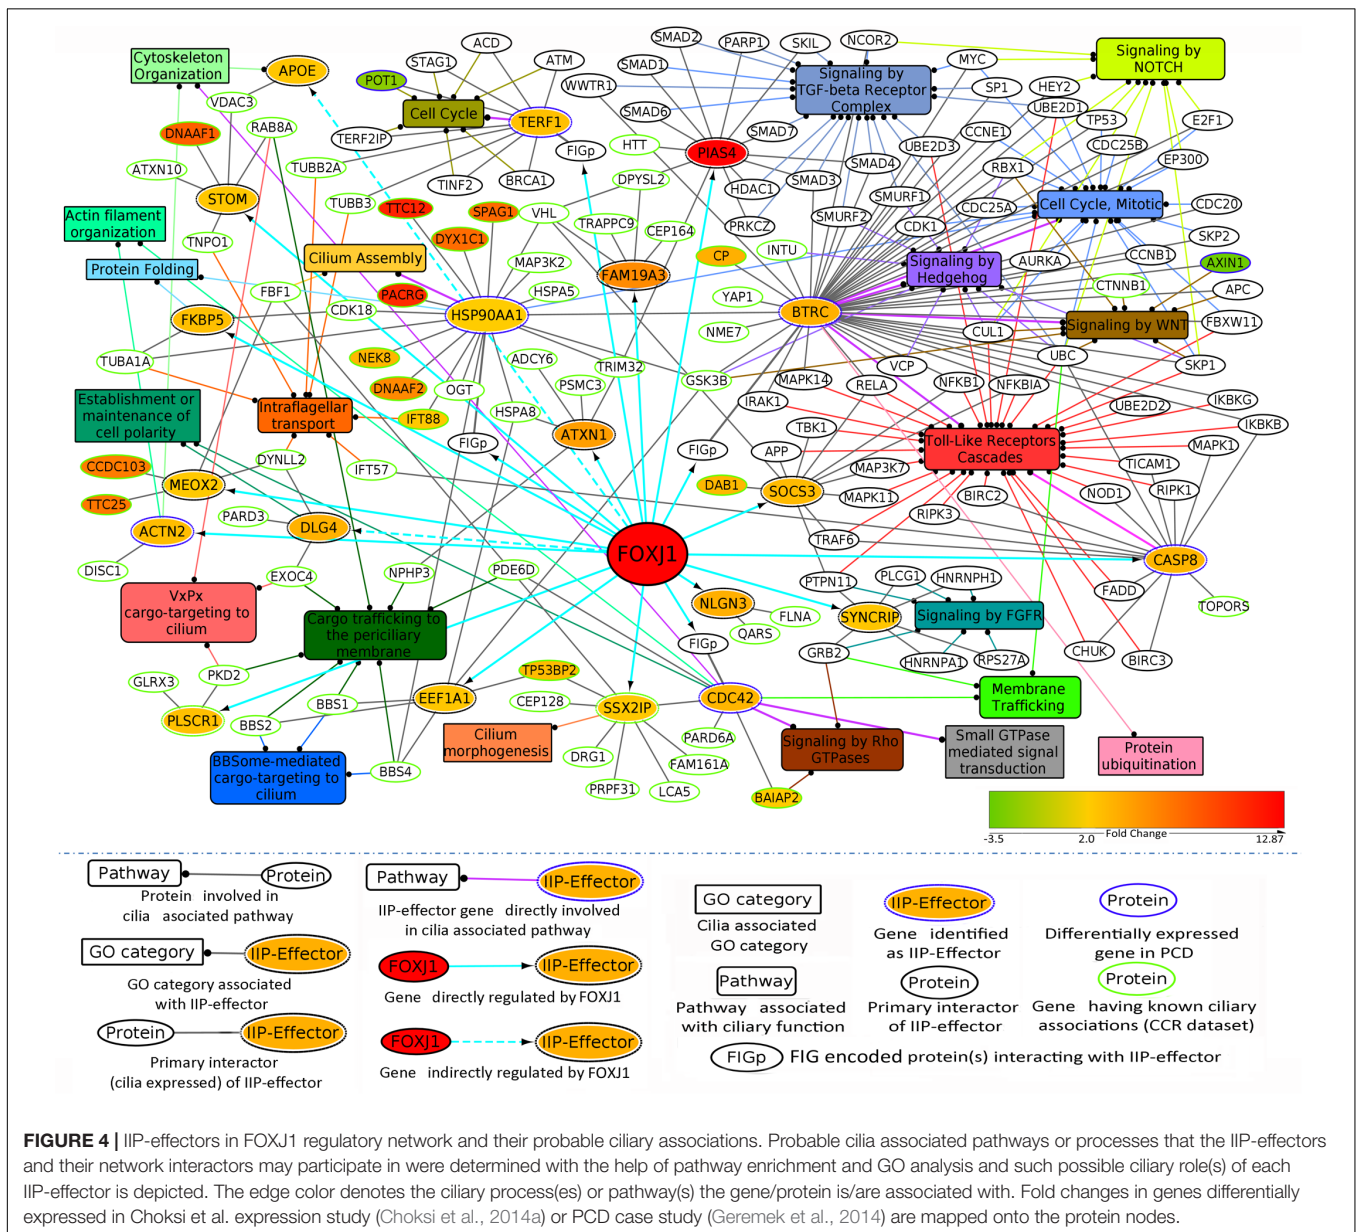 Cytoskeleton
Organization
APOE
VDAC3
DNAAF1
RAB8A
ATXN10
TUBB2A
STOM
TUBB3
TNPO1
Actin filament
organization
Protein Folding
FBF1
FKBP5
TUBA1A
CDK18
Cilium Assembly
POT1
STAG1
ACD
ATM
Cell Cycle
TERF1
TERF2IP
FIGp
TINF2
BRCA1
TTC12
SPAG1
DYX1C1
PACRG
VHL
MAP3K2
HSPA5
HSP90AA1
NEK8
DNAAF2
IFT88
OGT
ADCY6
PSMC3
HSPA8
TRIM32
ATXN1
FIGp
SMAD2
PARP1
SKIL
NCOR2
SMAD1
WWTR1
SMAD6
SMAD7
HTT
PIAS4
DPYSL2
HDAC1
SMAD3
SMAD4
TRAPPC9
CEP164
PRKCZ
FAM19A3
Signaling by
TGF-beta Receptor
Complex
Signaling by
NOTCH
MYC
SP1
HEY2
UBE2D1
TP53
E2F1
CCNE1
UBE2D3
CDC25B
RBX1
EP300
SMURF1
CDC25A
Cell Cycle, Mitotic
CDC20
SMURF2
CDK1
SKP2
INTU
CP
Signaling by
Hedgehog
AURKA
CCNB1
AXIN1
CTNNB1
APC
YAP1
NME7
BTRC
CUL1
Signaling by WNT
FBXW11
UBC
SKP1
GSK3B
VCP
MAPK14
RELA
NFKB1
NFKBIA
UBE2D2
IKBKG
IRAK1
IKBKB
TBK1
APP
Toll-Like Receptors
Cascades
MAPK1
MAP3K7
TICAM1
FIGp
DAB1
SOCS3
MAPK11
BIRC2
NOD1
RIPK1
RIPK3
TRAF6
Establishment or
maintenance of
cell polarity
Intraflagellar
transport
DYNLL2
IFT57
CCDC103
TTC25
MEOX2
PARD3
DLG4
ACTN2
DISC1
EXOC4
NPHP3
PDE6D
FOXJ1
CASP8
PTPN11
PLCG1
HNRNPH1
FADD
TOPORS
NLGN3
FLNA
QARS
SYNCRIP
Signaling by FGFR
FIGp
GRB2
HNRNPA1
RPS27A
CHUK
BIRC3
VxPx
cargo-targeting to
cilium
Cargo trafficking to
the periciliary
membrane
GLRX3
PKD2
PLSCR1
BBS2
BBS1
EEF1A1
TP53BP2
CEP128
SSX2IP
CDC42
Membrane
Trafficking
BBSome-mediated
cargo-targeting to
cilium
BBS4
Cilium
morphogenesis
DRG1
PRPF31
LCA5
FAM161A
PARD6A
BAIAP2
Signaling by Rho
GTPases
Small GTPase
mediated signal
transduction
Protein
ubiquitination
-3.5
2.0
Fold Change
12.87
Pathway
Protein
Protein involved in
cilia asociated pathway
GO category
IIP-Effector
GO category associated
with IIP-effector
Protein
IIP-Effector
Primary interactor
(cilia expressed) of IIP-effector
Pathway
IIP-Effector
IIP-effector gene directly involved
in cilia associated pathway
FOXJ1
IIP-Effector
Gene directly regulated by FOXJ1
FOXJ1
IIP-Effector
Gene indirectly regulated by FOXJ1
GO category
Cilia associated
GO category
IIP-Effector
Gene identified
as IIP-Effector
Protein
Differentially expressed
gene in PCD
Pathway
Pathway associated
with ciliary function
Protein
Primary interactor
of IIP-effector
Protein
Gene having known ciliary
associations (CCR dataset)
FIGp
FIG encoded protein(s) interacting with IIP-effector
FIGURE 4 | IIP-effectors in FOXJ1 regulatory network and their probable ciliary associations. Probable cilia associated pathways or processes that the IIP-effectors
and their network interactors may participate in were determined with the help of pathway enrichment and GO analysis and such possible ciliary role(s) of each
IIP-effector is depicted. The edge color denotes the ciliary process(es) or pathway(s) the gene/protein is/are associated with. Fold changes in genes differentially
expressed in Choksi et al. expression study (Choksi et al., 2014a) or PCD case study (Geremek et al., 2014) are mapped onto the protein nodes.